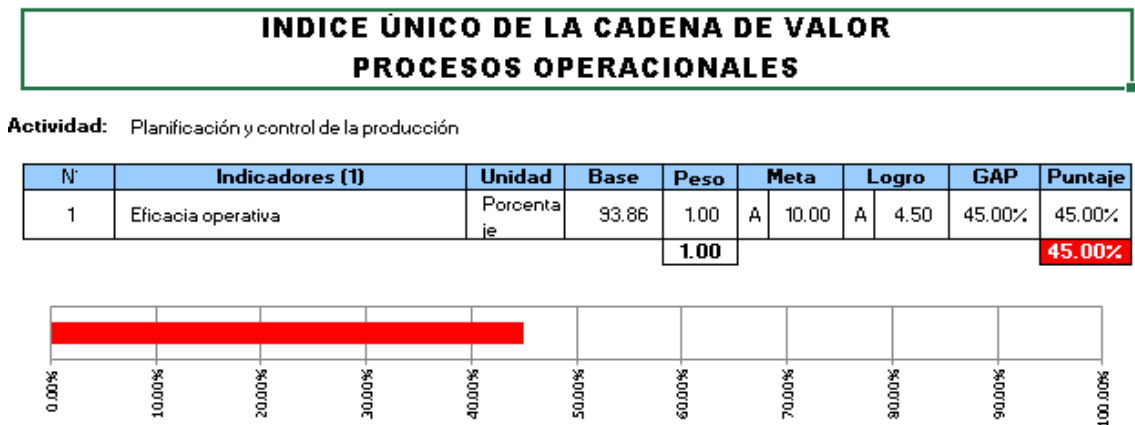 INDICE ÚNICO DE LA CADENA DE VALOR
PROCESOS OPERACIONALES
Actividad: Planificación y control de la producción
N° Indicadores (1) Unidad Base Peso Meta Logro GAP Puntaje
1 Eficacia operativa Porcentaje 93.86 1.00 A 10.00 A 4.50 45.00% 45.00%
1.00 45.00%
0.00% 10.00% 20.00% 30.00% 40.00% 50.00% 60.00% 70.00% 80.00% 90.00% 100.00%